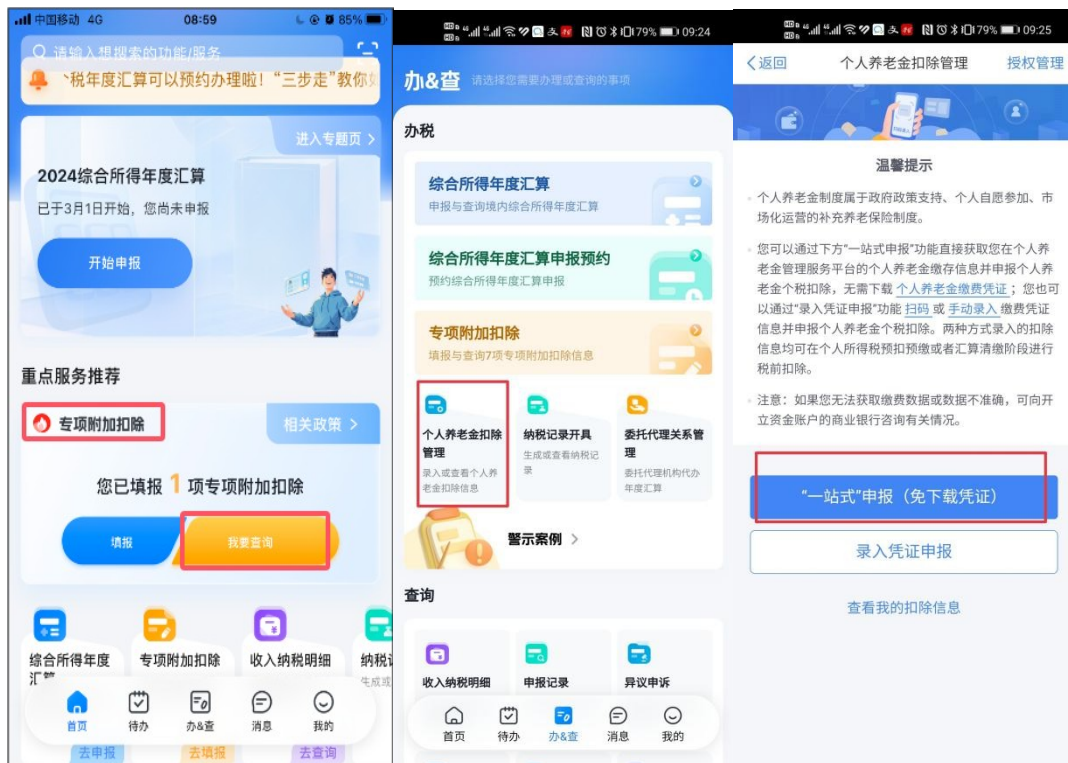 中国移动 4G 08:59 85%
请输入想搜索的功能/服务
税年度汇算可以预约办理啦！“三步走”教你
进入专题页 >
2024综合所得年度汇算
已于3月1日开始，您尚未申报
开始申报
重点服务推荐
专项附加扣除
相关政策 >
您已填报 1 项专项附加扣除
填报
我要查询
综合所得年度
专项附加扣除
收入纳税明细
首页
待办
办&查
消息
我的
去申报
去填报
去查询
79% 09:24
办&查 请选择您需要办理或查询的事项
办税
综合所得年度汇算
申报与查询境内综合所得年度汇算
综合所得年度汇算申报预约
预约综合所得年度汇算申报
专项附加扣除
填报与查询7项专项附加扣除信息
个人养老金扣除
管理
录入或查看个人养
老金扣除信息
纳税记录开具
生成或查看纳税记
录
委托代理关系管
理
委托代理机构代办
年度汇算
警示案例 >
查询
收入纳税明细
申报记录
异议申诉
首页
待办
办&查
消息
我的
79% 09:25
<返回
个人养老金扣除管理
授权管理
温馨提示
个人养老金制度属于政府政策支持、个人自愿参加、市
场化运营的补充养老保险制度。
您可以通过下方“一站式申报”功能直接获取您在个人养
老金管理服务平台的个人养老金缴存信息并申报个人养
老金个税扣除，无需下载 个人养老金缴费凭证；您也可
以通过“录入凭证申报”功能 扫码 或 手动录入 缴费凭证
信息并申报个人养老金个税扣除。两种方式录入的扣除
信息均可在个人所得税预扣预缴或者汇算清缴阶段进行
税前扣除。
注意：如果您无法获取缴费数据或数据不准确，可向开
立资金账户的商业银行咨询有关情况。
“一站式”申报（免下载凭证）
录入凭证申报
查看我的扣除信息